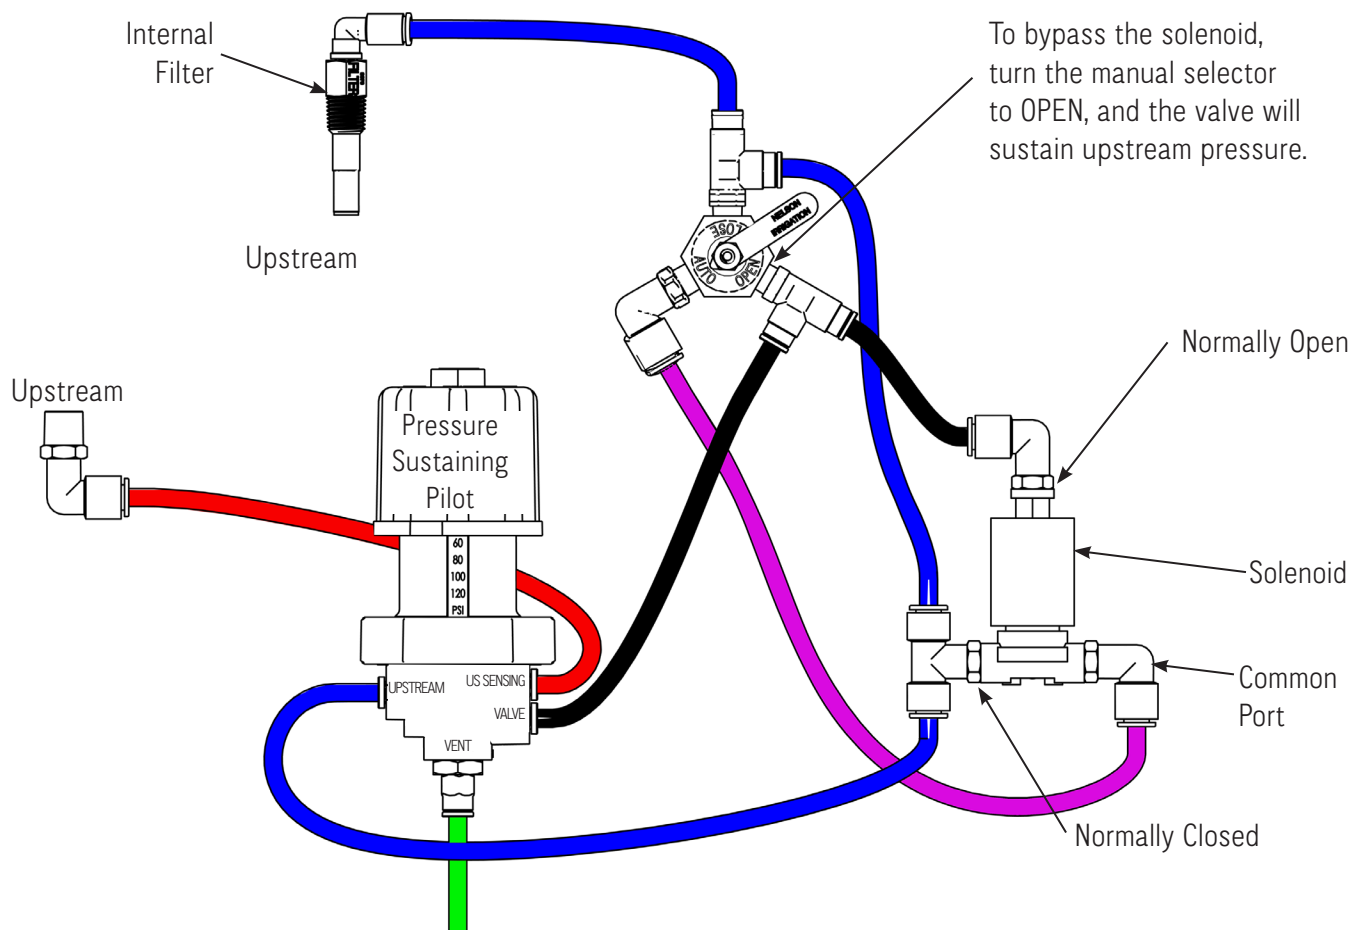 Internal
Filter
FILTER
To bypass the solenoid,
turn the manual selector
to OPEN, and the valve will
sustain upstream pressure.
NELSON
IRRIGATION
CLOSE
AUTO
OPEN
Upstream
Normally Open
Upstream
Pressure
Sustaining
Pilot
60
80
100
120
PSI
Solenoid
UPSTREAM
US SENSING
VALVE
VENT
Common
Port
Normally Closed